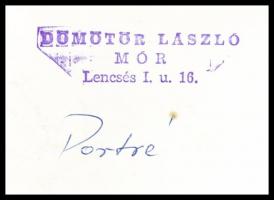 DÖMÖTÖR LÁSZLÓ
MÓR
Lencsés I. u. 16.
Portré